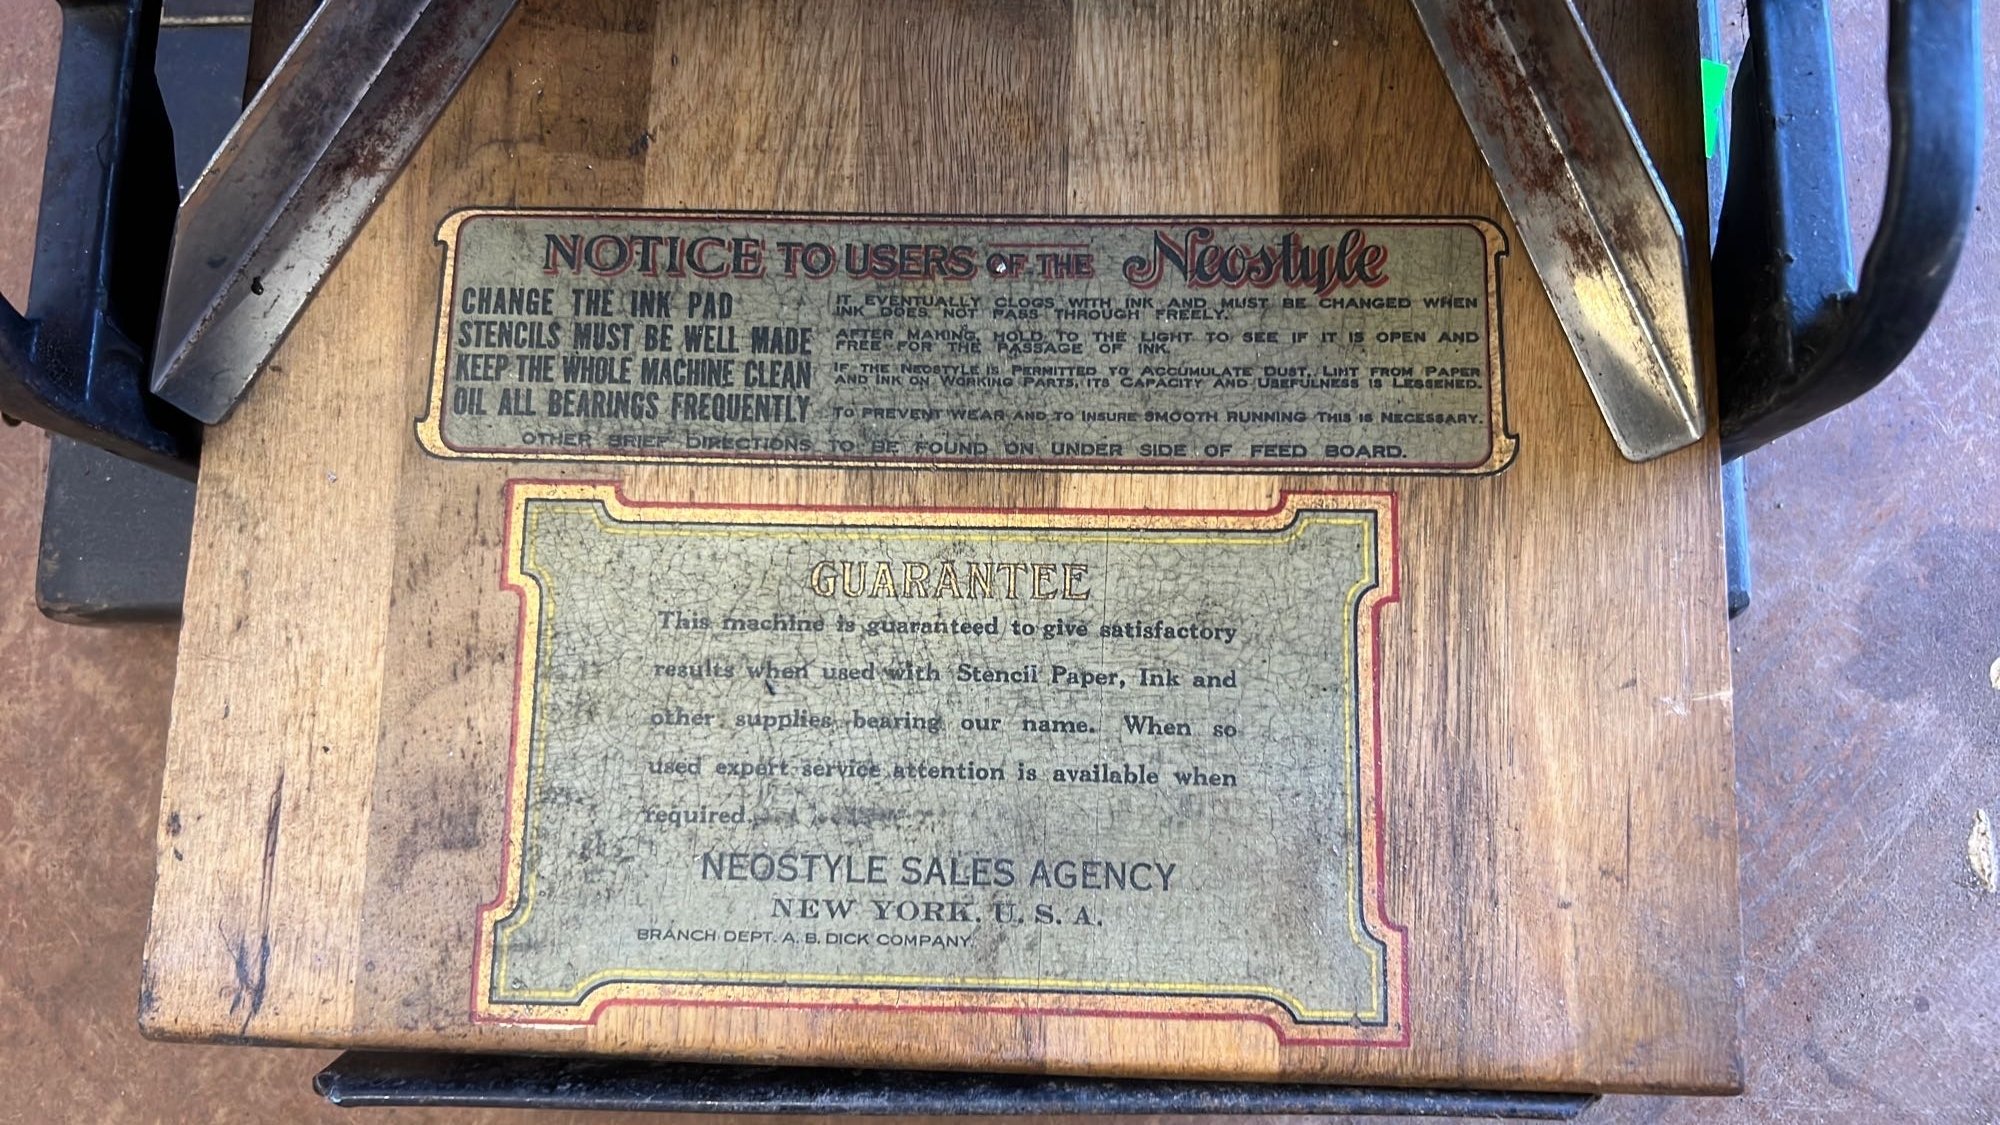 NOTICE TO USERS OF THE Neostyle
CHANGE THE INK PAD
IT EVENTUALLY CLOGS WITH INK AND MUST BE CHANGED WHEN
INK DOES NOT PASS THROUGH FREELY.
STENCILS MUST BE WELL MADE
AFTER MAKING, HOLD TO THE LIGHT TO SEE IF IT IS OPEN AND
FREE FOR THE PASSAGE OF INK.
KEEP THE WHOLE MACHINE CLEAN
IF THE NEOSTYLE IS PERMITTED TO ACCUMULATE DUST, LINT FROM PAPER
AND INK ON WORKING PARTS, ITS CAPACITY AND USEFULNESS IS LESSENED.
OIL ALL BEARINGS FREQUENTLY
TO PREVENT WEAR AND TO INSURE SMOOTH RUNNING THIS IS NECESSARY.
OTHER BRIEF DIRECTIONS TO BE FOUND ON UNDER SIDE OF FEED BOARD.
GUARANTEE
This machine is guaranteed to give satisfactory
results when used with Stencil Paper, Ink and
other supplies bearing our name. When so
used expert service attention is available when
required.
NEOSTYLE SALES AGENCY
NEW YORK. U. S. A.
BRANCH DEPT. A. B. DICK COMPANY.